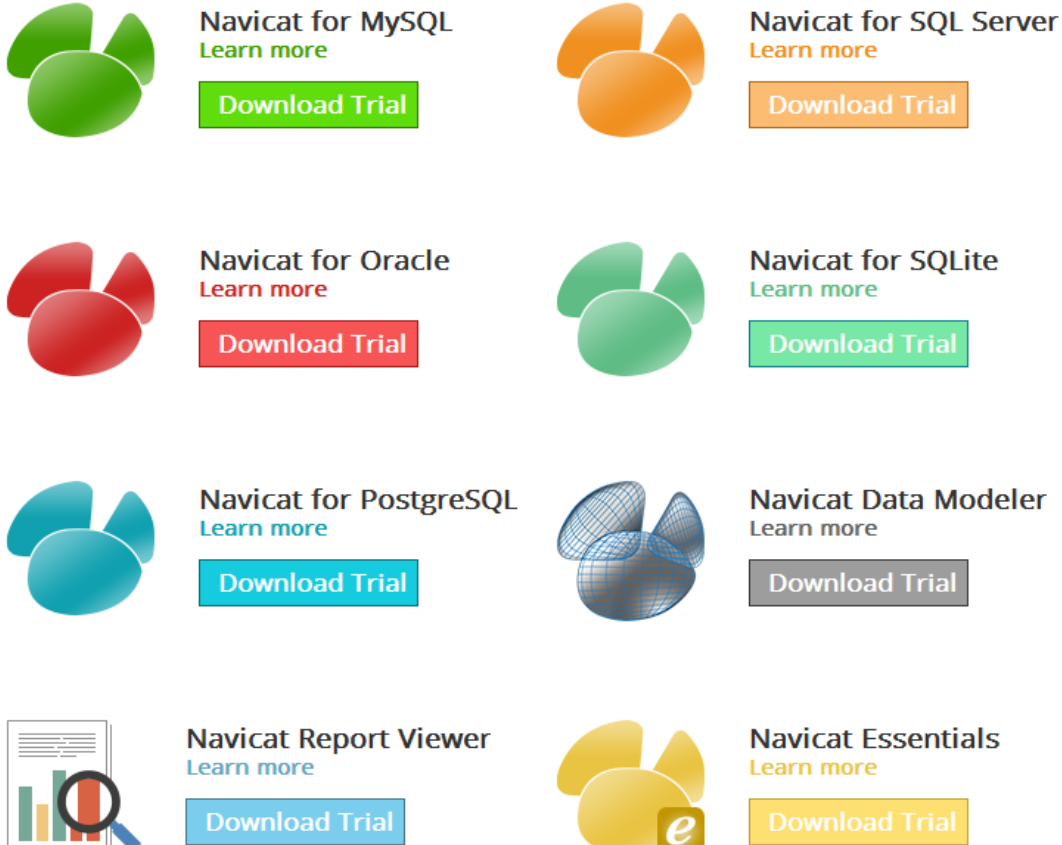 Navicat for MySQL
Learn more
Download Trial
Navicat for SQL Server
Learn more
Download Trial
Navicat for Oracle
Learn more
Download Trial
Navicat for SQLite
Learn more
Download Trial
Navicat for PostgreSQL
Learn more
Download Trial
Navicat Data Modeler
Learn more
Download Trial
Navicat Report Viewer
Learn more
Download Trial
e
Navicat Essentials
Learn more
Download Trial